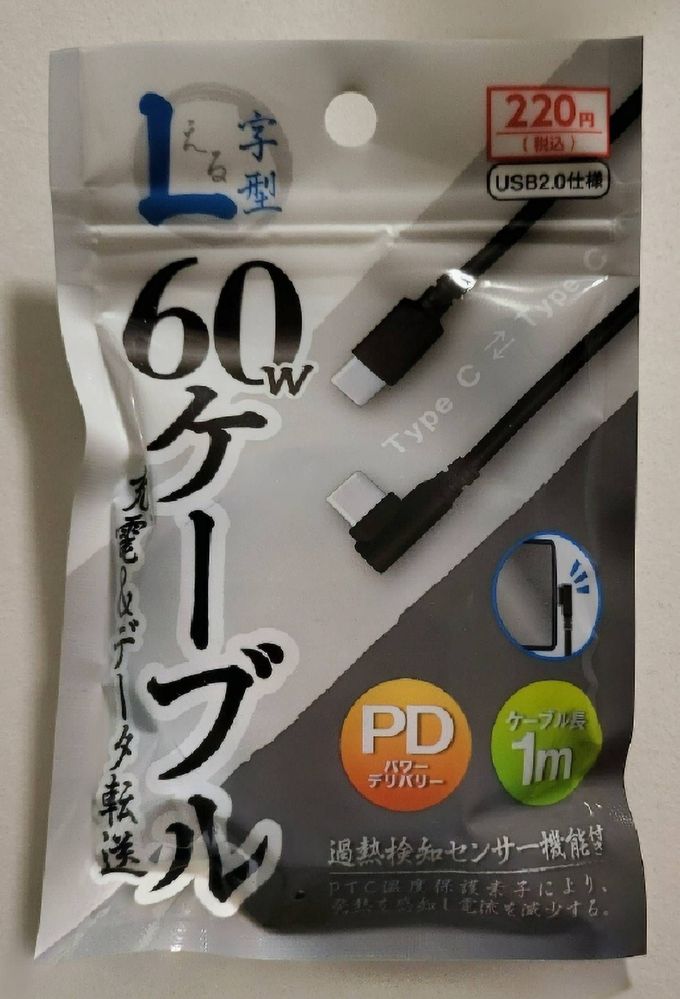 L字型
える
220円
(税込)
USB2.0仕様
60Wケーブル
充電&データ転送
Type C ⇄ Type C
PD
パワー
デリバリー
ケーブル長
1m
過熱検知センサー機能付き
PTC温度保護素子により、
発熱を感知し電流を減少する。